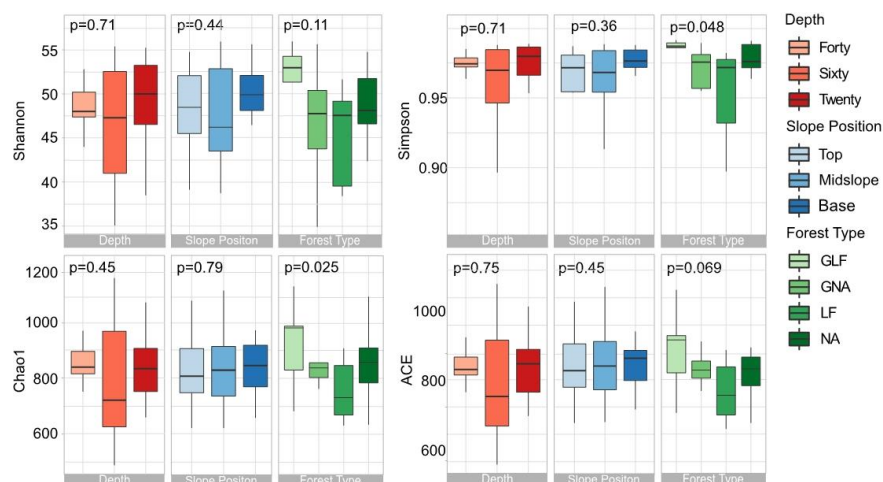 p=0.71
p=0.44
p=0.11
Shannon
55
50
45
40
35
Depth
Slope Positon
Forest Type
p=0.71
p=0.36
p=0.048
Simpson
0.95
0.90
Depth
Slope Positon
Forest Type
p=0.45
p=0.79
p=0.025
Chao1
1200
1000
800
600
Depth
Slope Positon
Forest Type
p=0.75
p=0.45
p=0.069
ACE
1000
800
600
Depth
Slope Positon
Forest Type
Depth
Forty
Sixty
Twenty
Slope Position
Top
Midslope
Base
Forest Type
GLF
GNA
LF
NA